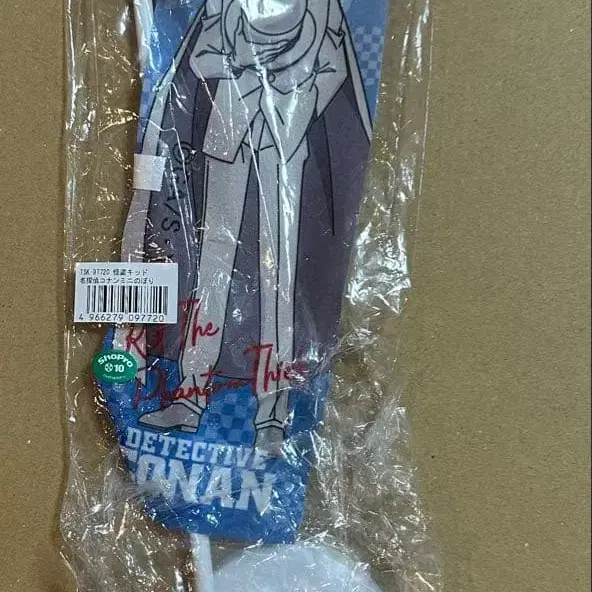 TSK-97720 怪盗キッド
名探偵コナンミニのぼり
4 966279 097720
ShoPro
10
Kid The
Phantom Thief
DETECTIVE
CONAN